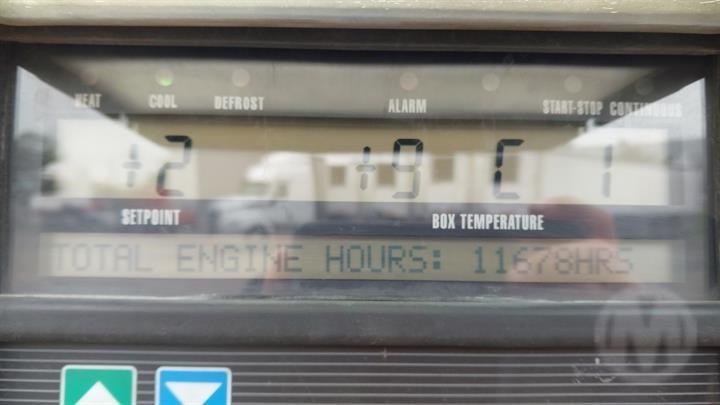 HEAT COOL DEFROST ALARM START-STOP CONTINUOUS
+2 +9 C 1
SETPOINT BOX TEMPERATURE
TOTAL ENGINE HOURS: 11678HRS
M